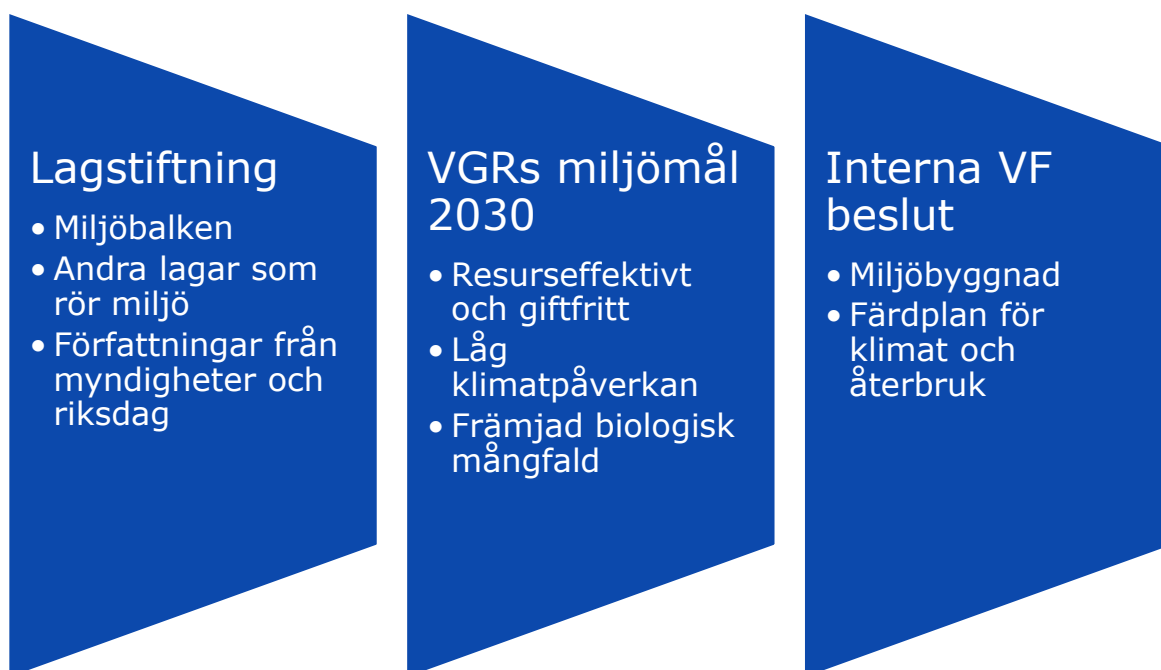 Lagstiftning
• Miljöbalken
• Andra lagar som
rör miljö
• Författningar från
myndigheter och
riksdag
VGRs miljömål
2030
• Resurseffektivt
och giftfritt
• Låg
klimatpåverkan
• Främjad biologisk
mångfald
Interna VF
beslut
• Miljöbyggnad
• Färdplan för
klimat och
återbruk